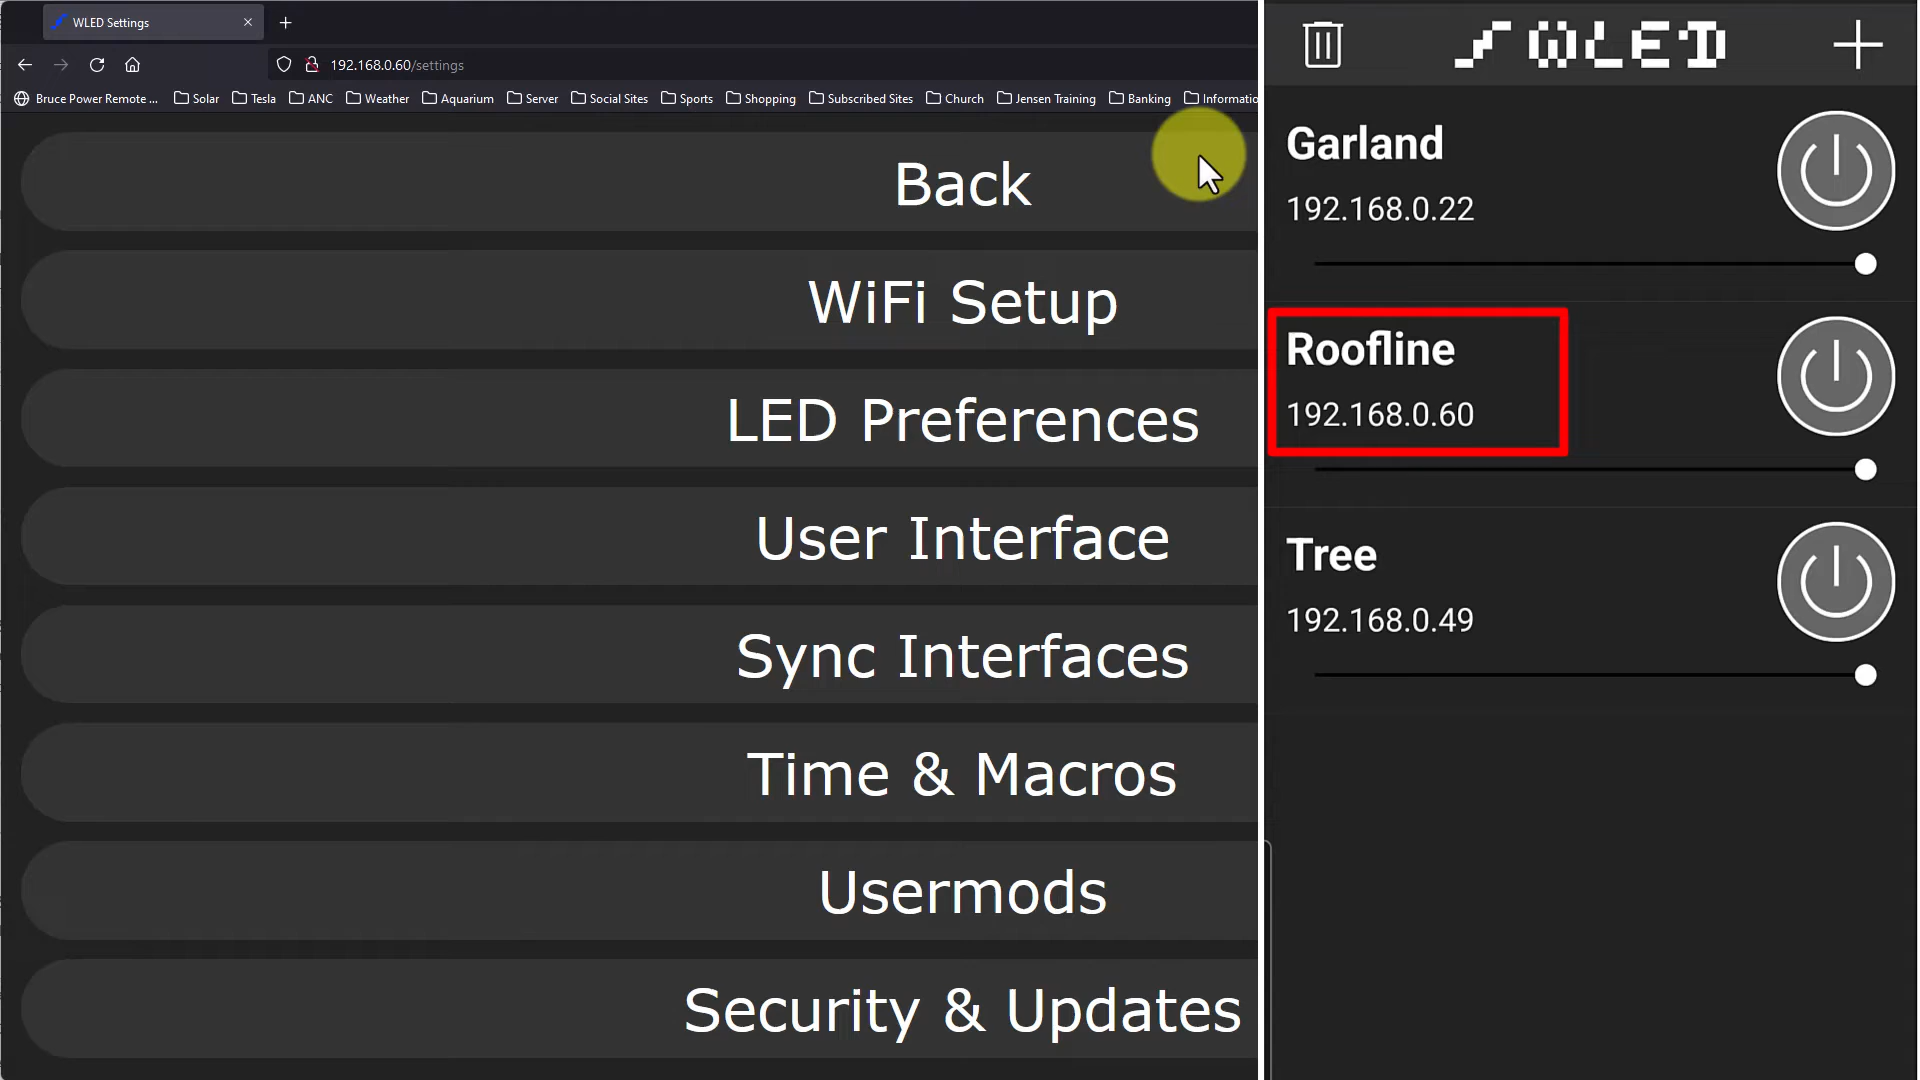 WLED Settings
192.168.0.60/settings
Bruce Power Remote ... Solar Tesla ANC Weather Aquarium Server Social Sites Sports Shopping Subscribed Sites Church Jensen Training Banking Informatio
Back
WiFi Setup
LED Preferences
User Interface
Sync Interfaces
Time & Macros
Usermods
Security & Updates
WLED
Garland
192.168.0.22
Roofline
192.168.0.60
Tree
192.168.0.49